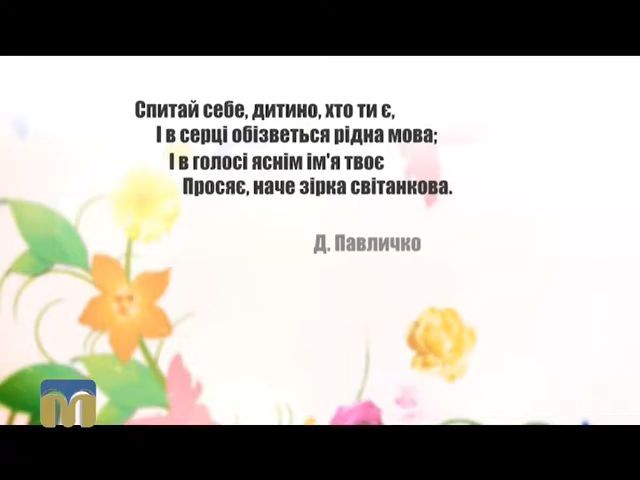 Спитай себе, дитино, хто ти є,
І в серці обізветься рідна мова;
І в голосі яснім ім'я твоє
Просяє, наче зірка світанкова.
Д. Павличко